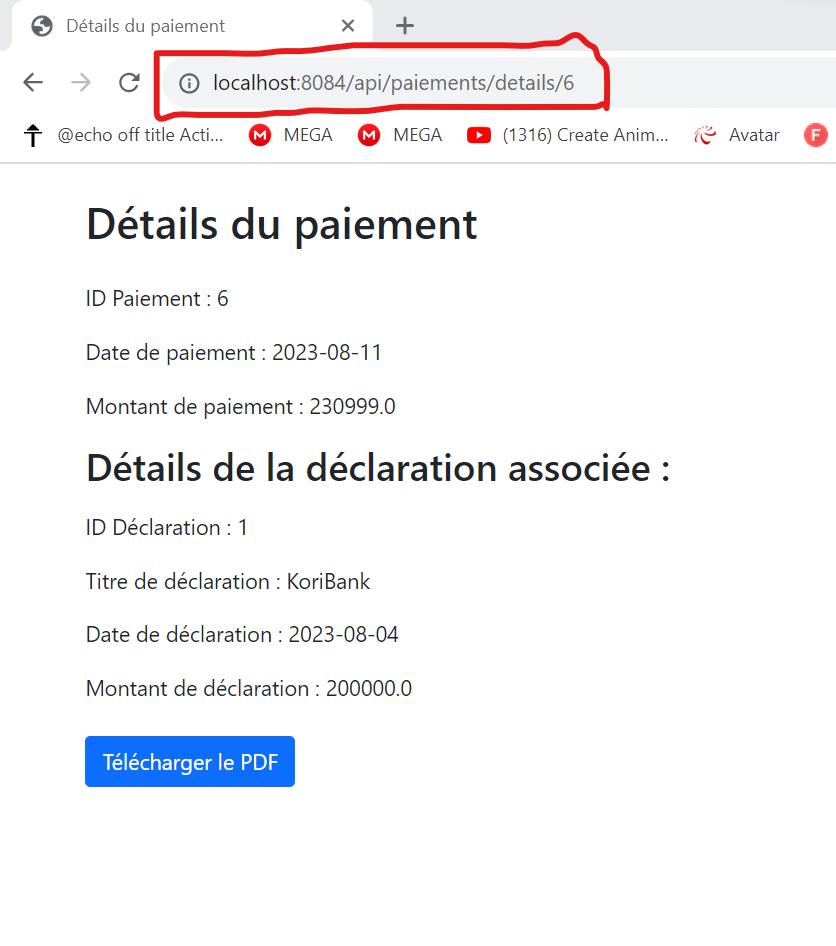 Détails du paiement
localhost:8084/api/paiements/details/6
@echo off title Acti... MEGA MEGA (1316) Create Anim... Avatar F
Détails du paiement
ID Paiement : 6
Date de paiement : 2023-08-11
Montant de paiement : 230999.0
Détails de la déclaration associée :
ID Déclaration : 1
Titre de déclaration : KoriBank
Date de déclaration : 2023-08-04
Montant de déclaration : 200000.0
Télécharger le PDF